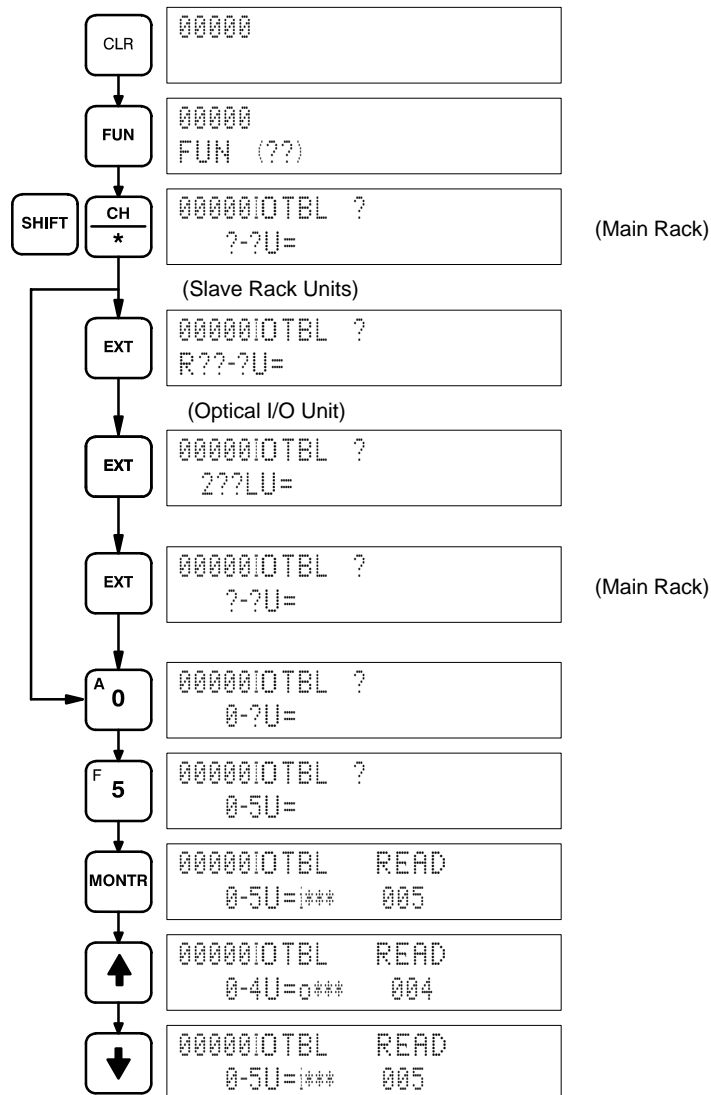 CLR
00000
FUN
00000
FUN (??)
SHIFT
CH
*
00000IOTBL ?
?-?U=
(Main Rack)
(Slave Rack Units)
EXT
00000IOTBL ?
R??-?U=
(Optical I/O Unit)
EXT
00000IOTBL ?
2??LU=
EXT
00000IOTBL ?
?-?U=
(Main Rack)
A
0
00000IOTBL ?
0-?U=
F
5
00000IOTBL ?
0-5U=
MONTR
00000IOTBL READ
0-5U=i*** 005
00000IOTBL READ
0-4U=o*** 004
00000IOTBL READ
0-5U=i*** 005